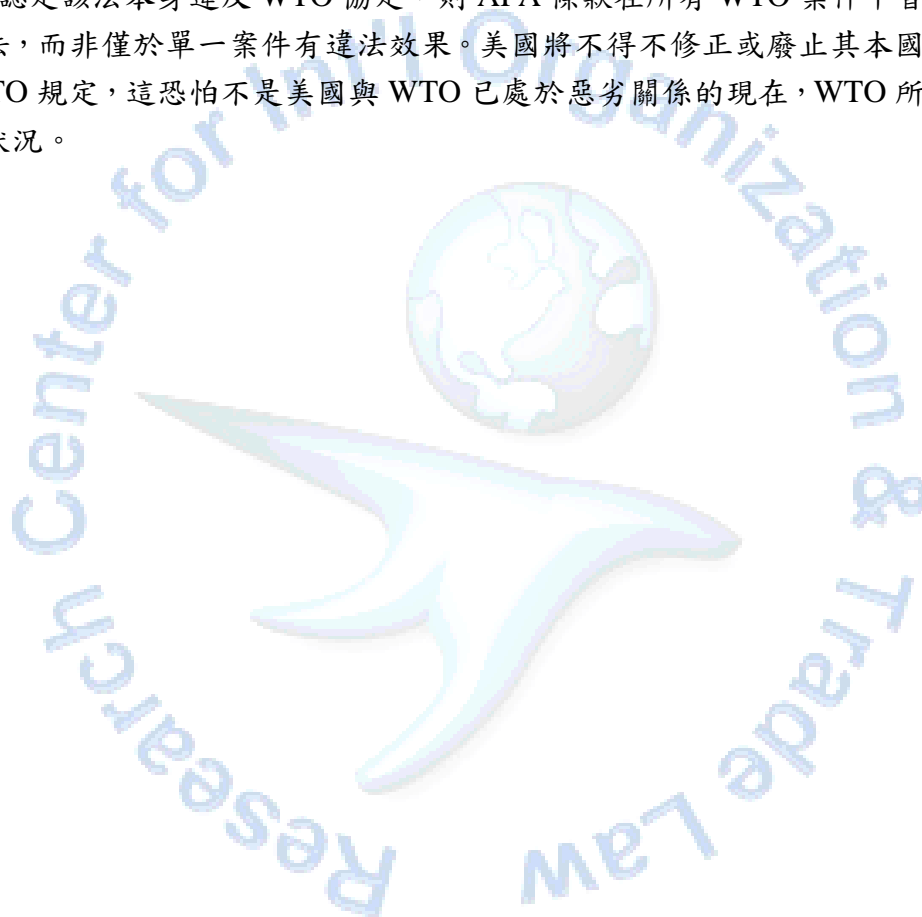 認定該法本身違反 WTO 協定，則 AFA 條款在所有 WTO 案件中皆
，而非僅於單一案件有違法效果。美國將不得不修正或廢止其本國
TO 規定，這恐怕不是美國與 WTO 已處於惡劣關係的現在，WTO 所
狀況。
Research Center for Int'l Organization & Trade Law